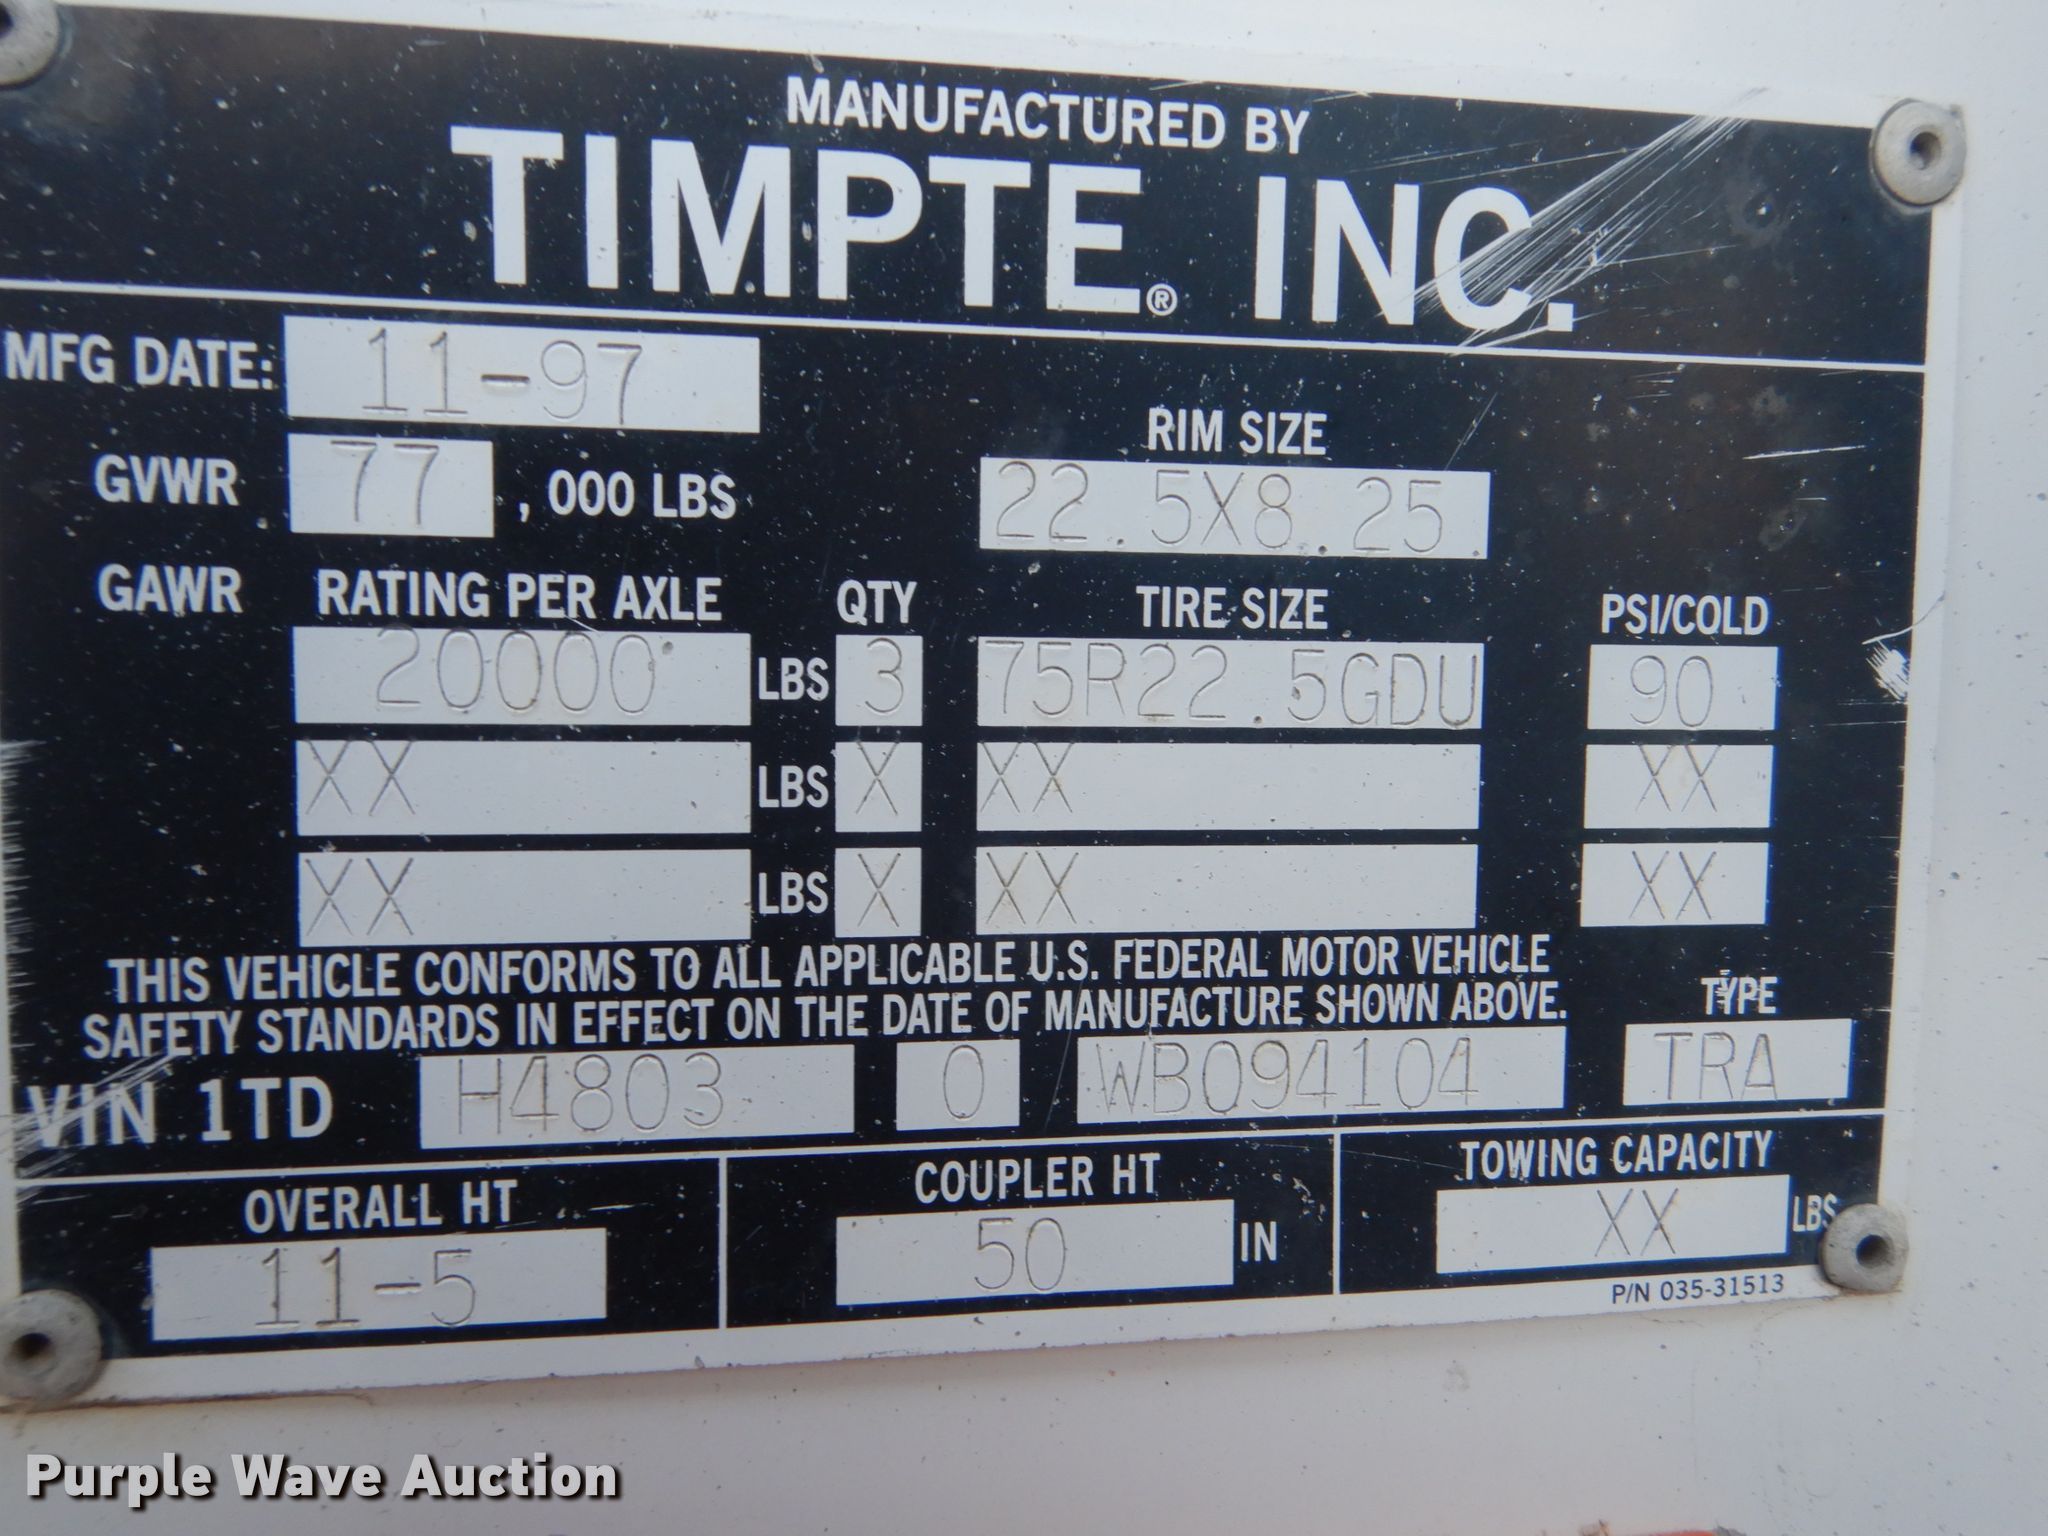 MANUFACTURED BY
TIMPTE® INC.
MFG DATE: 11-97
GVWR 77 , 000 LBS
RIM SIZE
22.5X8.25
GAWR RATING PER AXLE QTY TIRE SIZE PSI/COLD
20000 LBS 3 75R22.5GDU 90
XX LBS X XX XX
XX LBS X XX XX
THIS VEHICLE CONFORMS TO ALL APPLICABLE U.S. FEDERAL MOTOR VEHICLE
SAFETY STANDARDS IN EFFECT ON THE DATE OF MANUFACTURE SHOWN ABOVE.
TYPE
VIN 1TD H4803 0 WB094104 TRA
OVERALL HT COUPLER HT TOWING CAPACITY
11-5 50 IN XX LBS
P/N 035-31513
Purple Wave Auction